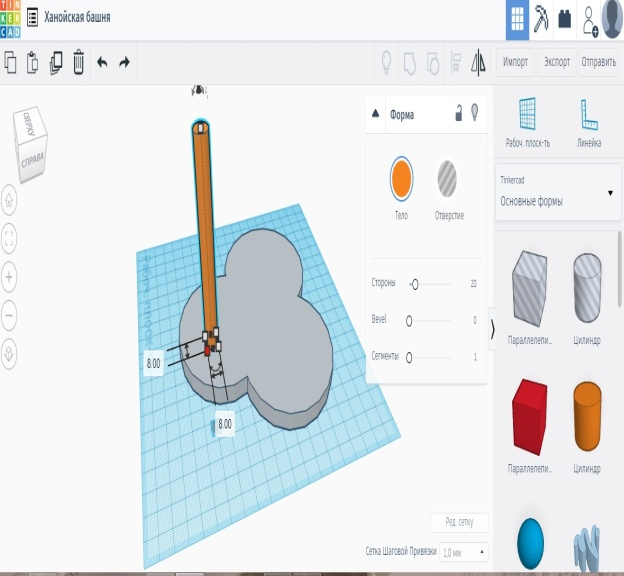 TIN
KER
CAD
Ханойская башня
Импорт
Экспорт
Отправить
СВЕРХУ
СПРАВА
Форма
Тело
Отверстие
Стороны
20
Bevel
0
Сегменты
1
8.00
8.00
Рабоч. плоск-ть
Линейка
Tinkercad
Основные формы
Параллелепи...
Цилиндр
Параллелепи...
Цилиндр
Ред. сетку
Сетка Шаговой Привязки
1,0 мм